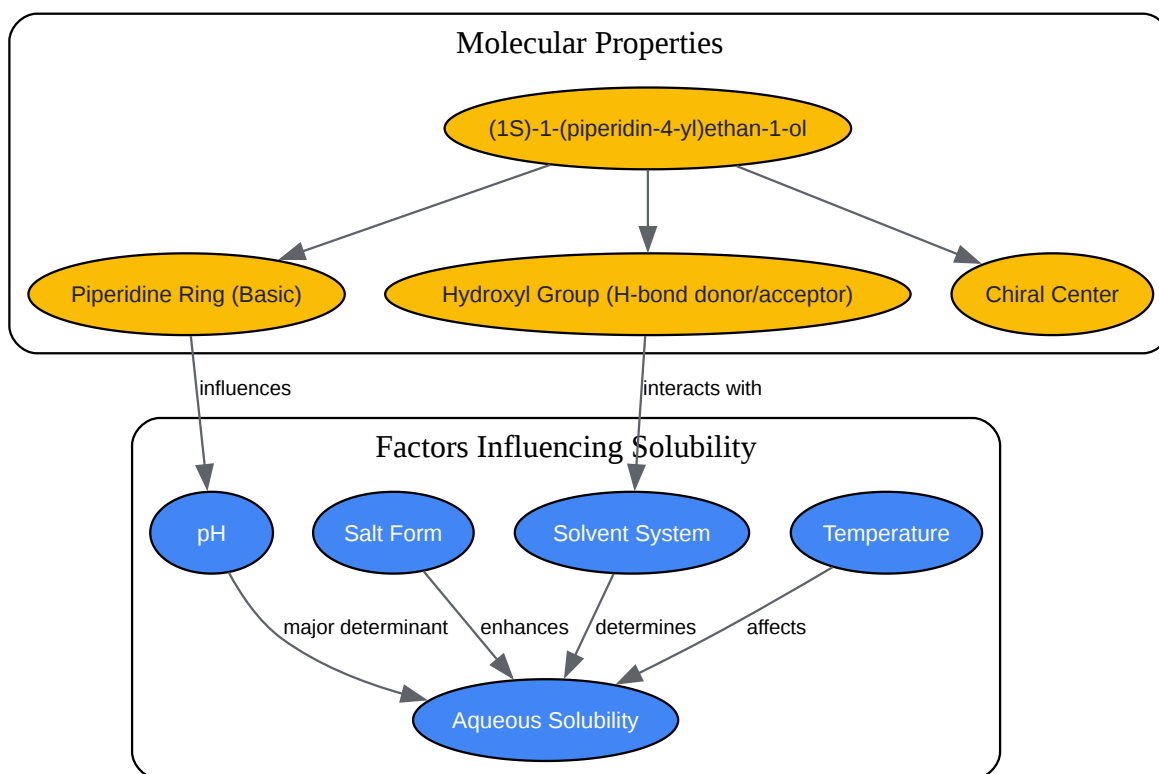 Molecular Properties
(1S)-1-(piperidin-4-yl)ethan-1-ol
Piperidine Ring (Basic)
Hydroxyl Group (H-bond donor/acceptor)
Chiral Center
influences
interacts with
Factors Influencing Solubility
pH
Salt Form
Solvent System
Temperature
major determinant
enhances
determines
affects
Aqueous Solubility